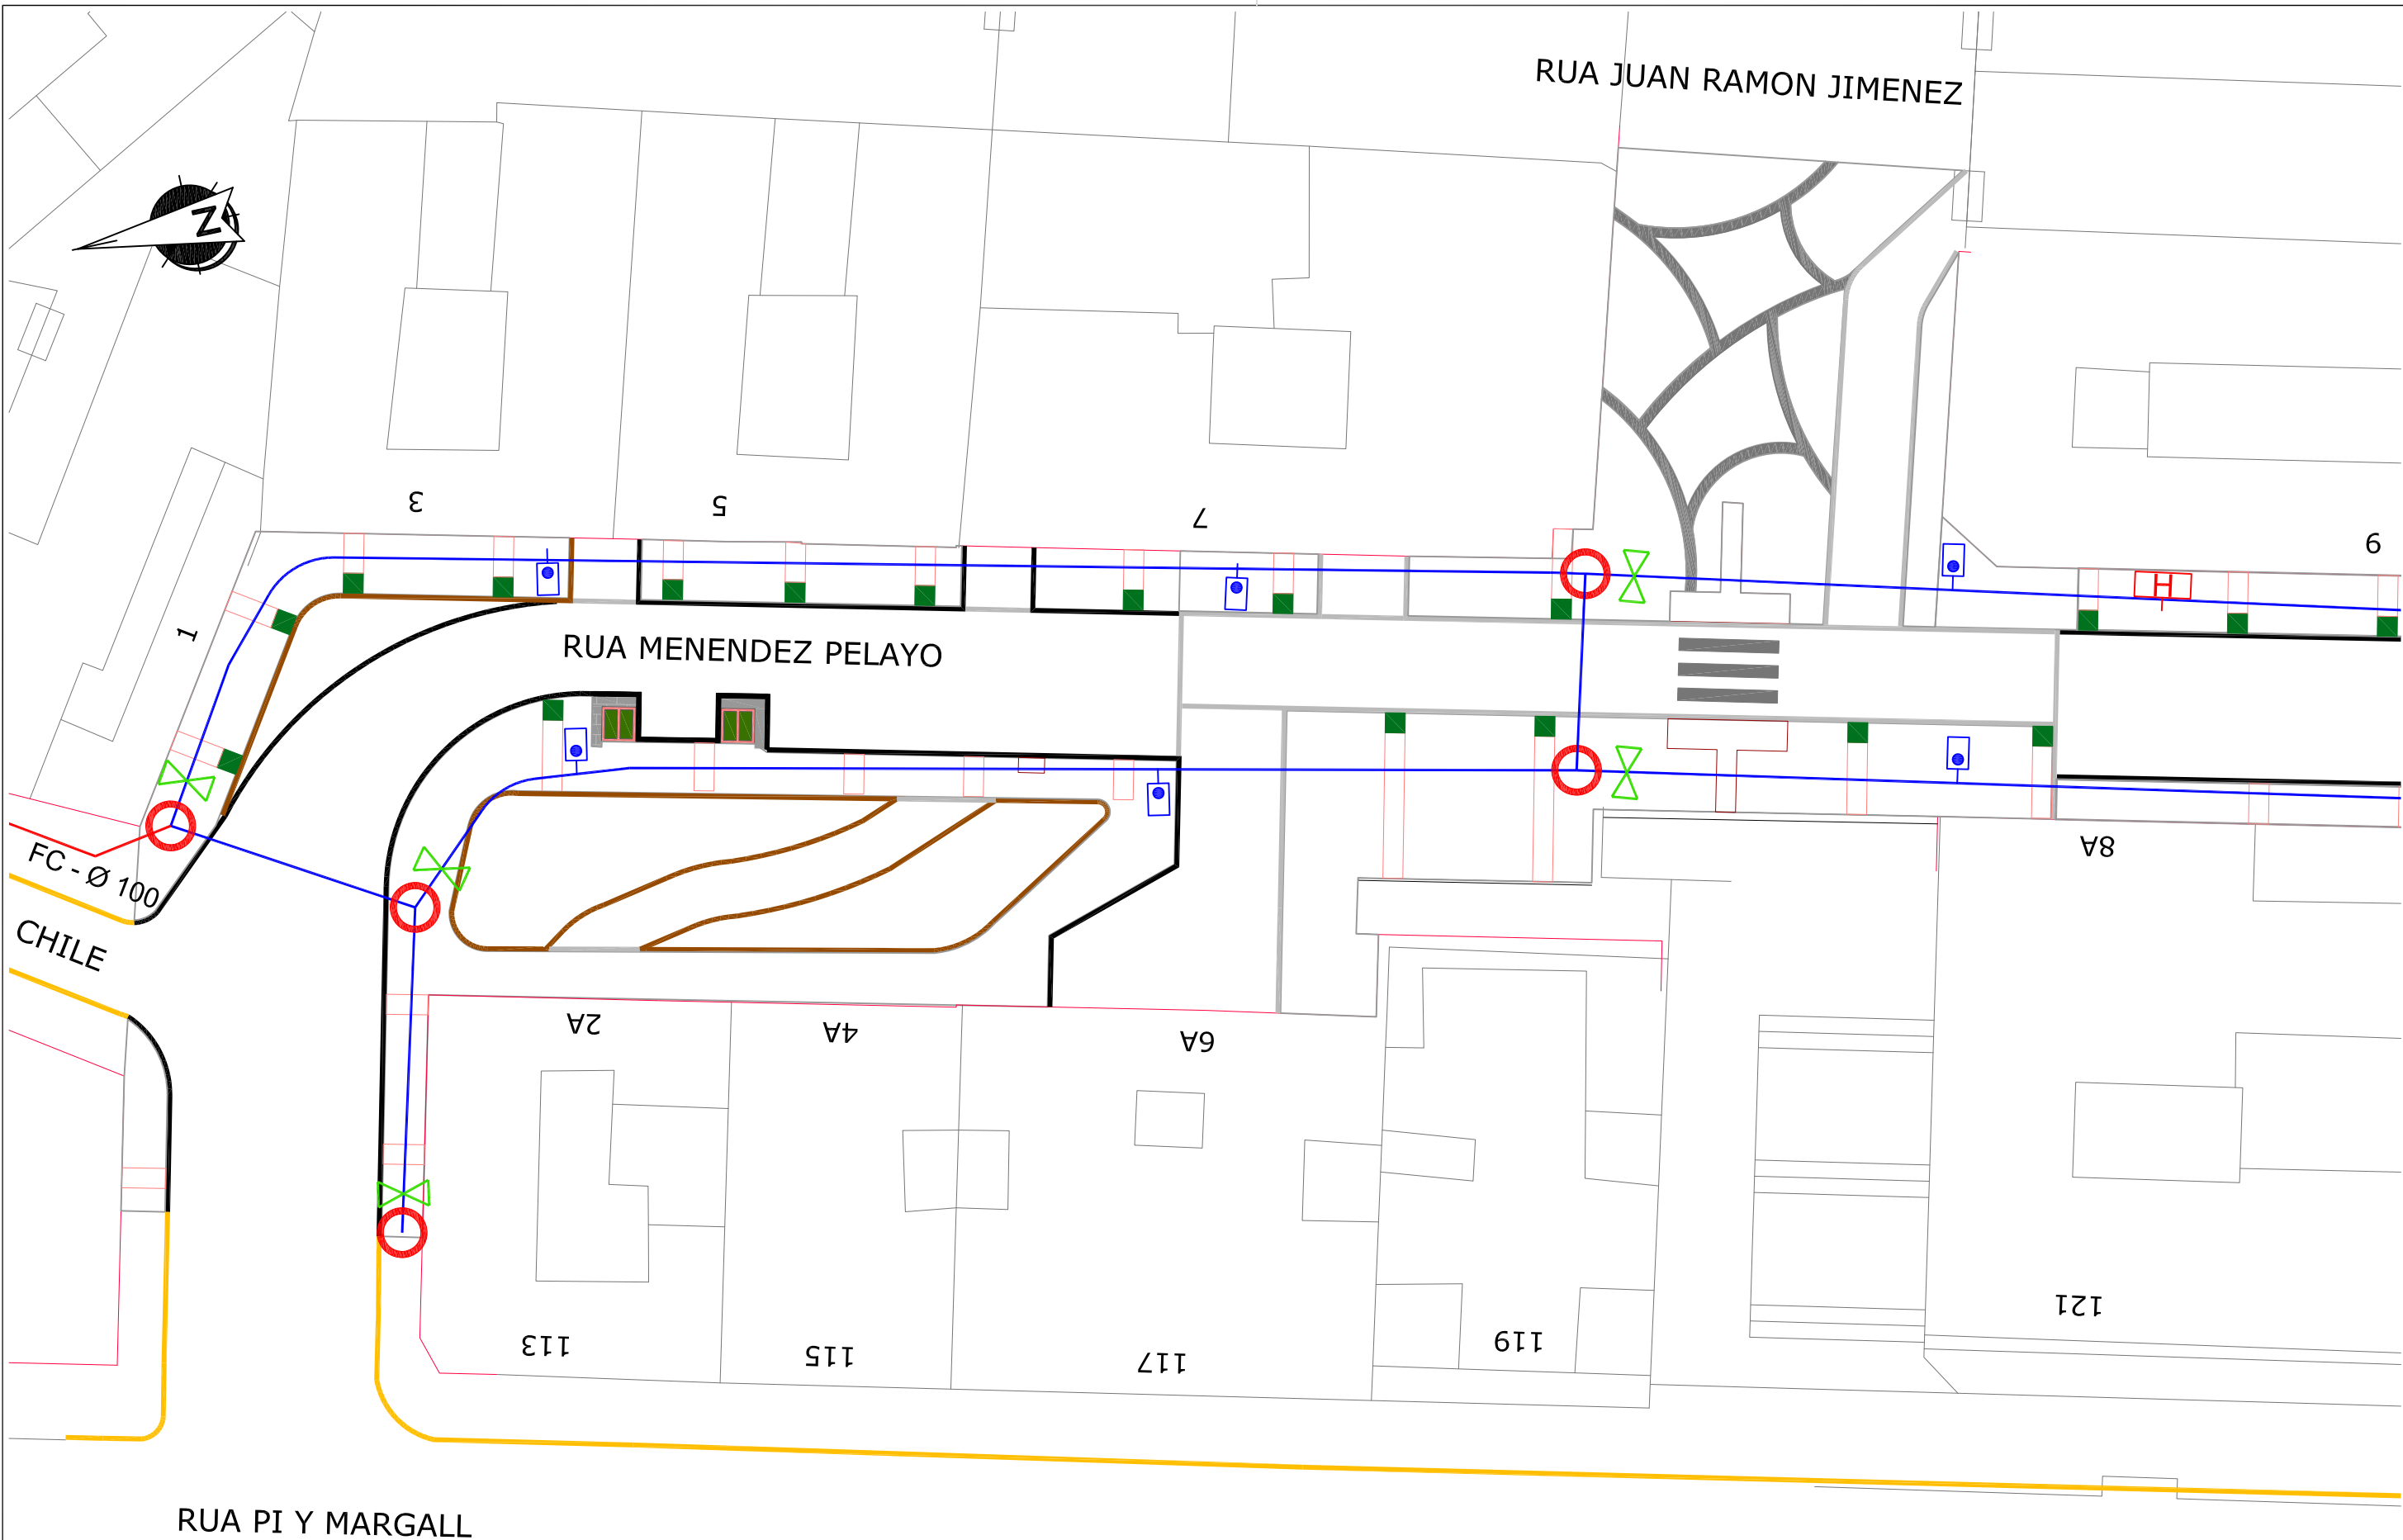 RUA JUAN RAMON JIMENEZ
N
3
5
7
9
1
RUA MENENDEZ PELAYO
H
FC - Ø 100
CHILE
2A
4A
6A
8A
113
115
117
119
121
RUA PI Y MARGALL